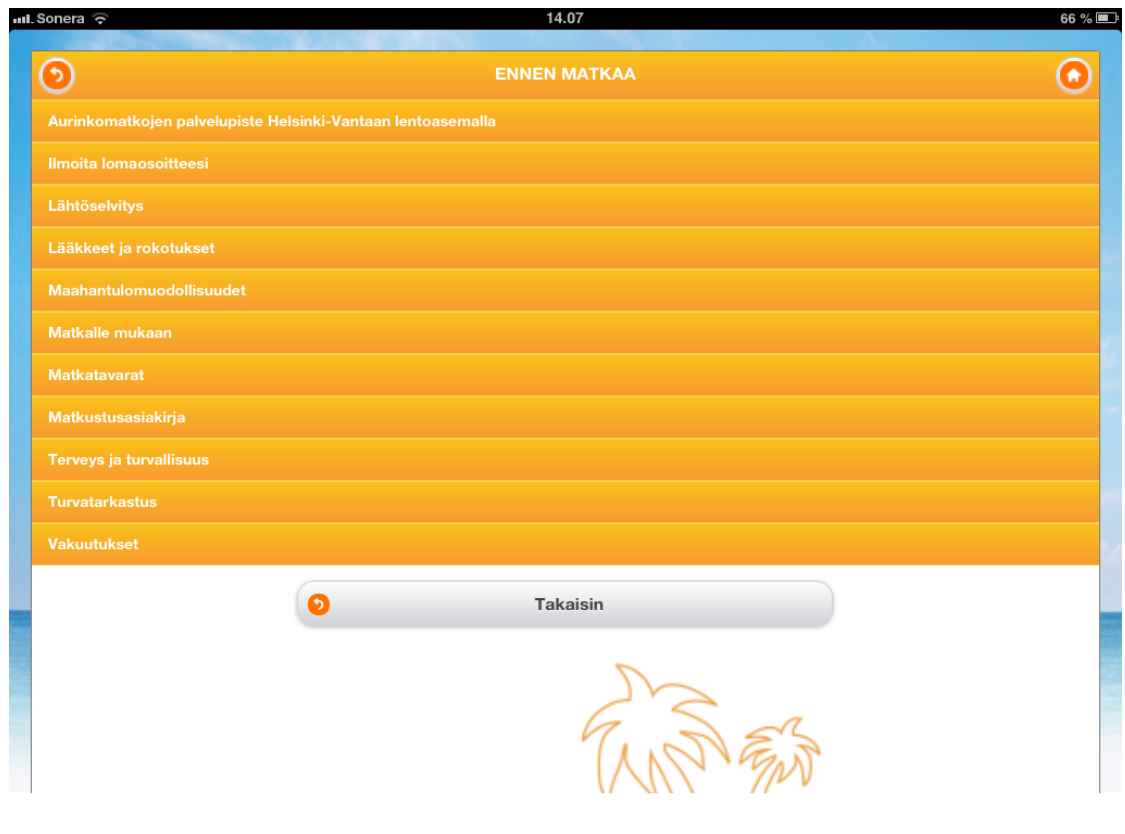 Sonera 14.07 66 %
ENNEN MATKAA
Aurinkomatkojen palvelupiste Helsinki-Vantaan lentoasemalla
Ilmoita lomaosoitteesi
Lähtöselvitys
Lääkkeet ja rokotukset
Maahantulomuodollisuudet
Matkalle mukaan
Matkatavarat
Matkustusasiakirja
Terveys ja turvallisuus
Turvatarkastus
Vakuutukset
Takaisin